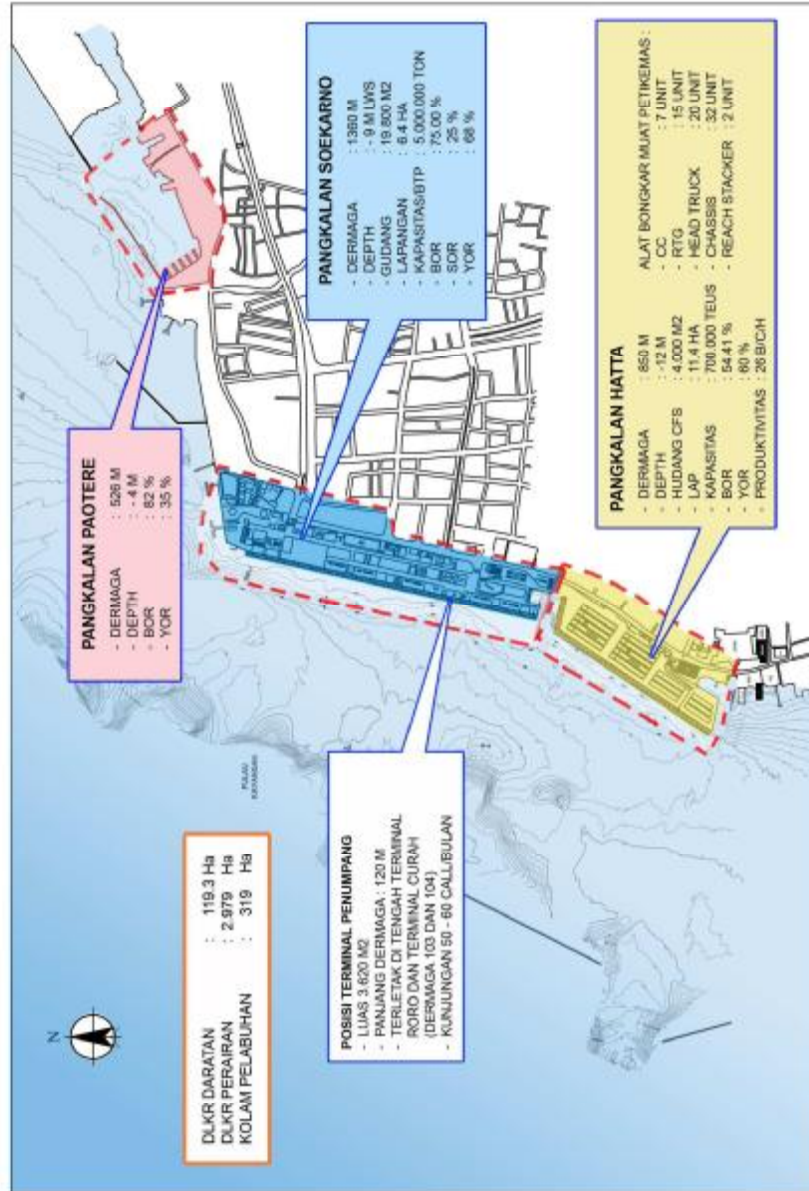 N
DLKR DARATAN : 119.3 Ha
DLKR PERAIRAN : 2.979 Ha
KOLAM PELABUHAN : 319 Ha
PANGKALAN PAOTERE
- DERMAGA : 526 M
- DEPTH : - 4 M
- BOR : 82 %
- YOR : 35 %
PULAU
KAYANGAN
POSISI TERMINAL PENUMPANG
- LUAS 3.620 M2
- PANJANG DERMAGA : 120 M
- TERLETAK DI TENGAH TERMINAL
RORO DAN TERMINAL CURAH
(DERMAGA 103 DAN 104)
- KUNJUNGAN 50 - 60 CALL/BULAN
PANGKALAN SOEKARNO
- DERMAGA : 1360 M
- DEPTH : - 9 M LWS
- GUDANG : 19.800 M2
- LAPANGAN : 6.4 HA
- KAPASITAS/BTP : 5.000.000 TON
- BOR : 75.00 %
- SOR : 25 %
- YOR : 68 %
PANGKALAN HATTA
- DERMAGA : 850 M
- DEPTH : -12 M
- HUDANG CFS : 4.000 M2
- LAP : 11.4 HA
- KAPASITAS : 700.000 TEUS
- BOR : 54.41 %
- YOR : 60 %
- PRODUKTIVITAS : 26 B/C/H
ALAT BONGKAR MUAT PETIKEMAS :
- CC : 7 UNIT
- RTG : 15 UNIT
- HEAD TRUCK : 20 UNIT
- CHASSIS : 32 UNIT
- REACH STACKER : 2 UNIT